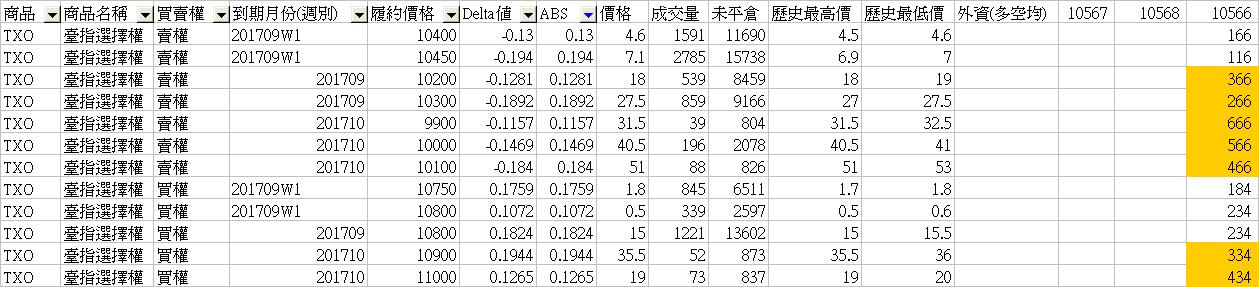 商品 商品名稱 買賣權 到期月份(週別) 履約價格 Delta值 ABS 價格 成交量 未平倉 歷史最高價 歷史最低價 外資(多空均) 10567 10568 10566
TXO 臺指選擇權 賣權 201709W1 10400 -0.13 0.13 4.6 1591 11690 4.5 4.6 166
TXO 臺指選擇權 賣權 201709W1 10450 -0.194 0.194 7.1 2785 15738 6.9 7 116
TXO 臺指選擇權 賣權 201709 10200 -0.1281 0.1281 18 539 8459 18 19 366
TXO 臺指選擇權 賣權 201709 10300 -0.1892 0.1892 27.5 859 9166 27 27.5 266
TXO 臺指選擇權 賣權 201710 9900 -0.1157 0.1157 31.5 39 804 31.5 32.5 666
TXO 臺指選擇權 賣權 201710 10000 -0.1469 0.1469 40.5 196 2078 40.5 41 566
TXO 臺指選擇權 賣權 201710 10100 -0.184 0.184 51 88 826 51 53 466
TXO 臺指選擇權 買權 201709W1 10750 0.1759 0.1759 1.8 845 6511 1.7 1.8 184
TXO 臺指選擇權 買權 201709W1 10800 0.1072 0.1072 0.5 339 2597 0.5 0.6 234
TXO 臺指選擇權 買權 201709 10800 0.1824 0.1824 15 1221 13602 15 15.5 234
TXO 臺指選擇權 買權 201710 10900 0.1944 0.1944 35.5 52 873 35.5 36 334
TXO 臺指選擇權 買權 201710 11000 0.1265 0.1265 19 73 837 19 20 434